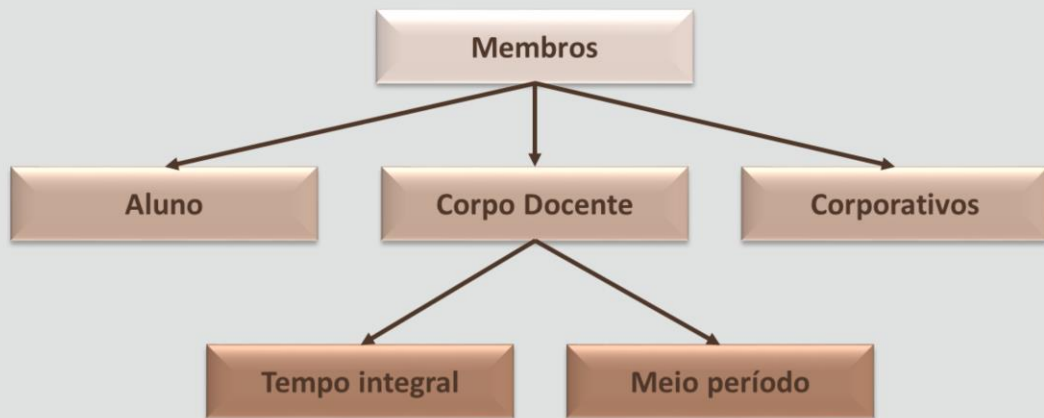 Membros
Aluno
Corpo Docente
Corporativos
Tempo integral
Meio período